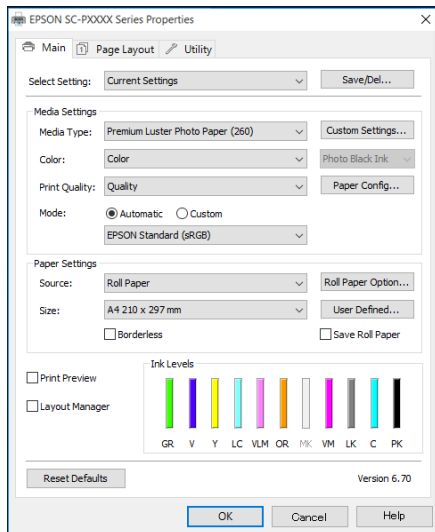 EPSON SC-PXXXX Series Properties
Main
Page Layout
Utility
Select Setting:
Current Settings
Save/Del...
Media Settings
Media Type:
Premium Luster Photo Paper (260)
Custom Settings...
Color:
Color
Photo Black Ink
Print Quality:
Quality
Paper Config...
Mode:
Automatic
Custom
EPSON Standard (sRGB)
Paper Settings
Source:
Roll Paper
Roll Paper Option...
Size:
A4 210 x 297 mm
User Defined...
Borderless
Save Roll Paper
Print Preview
Layout Manager
Ink Levels
GR V Y LC VLM OR MK VM LK C PK
Reset Defaults
Version 6.70
OK
Cancel
Help